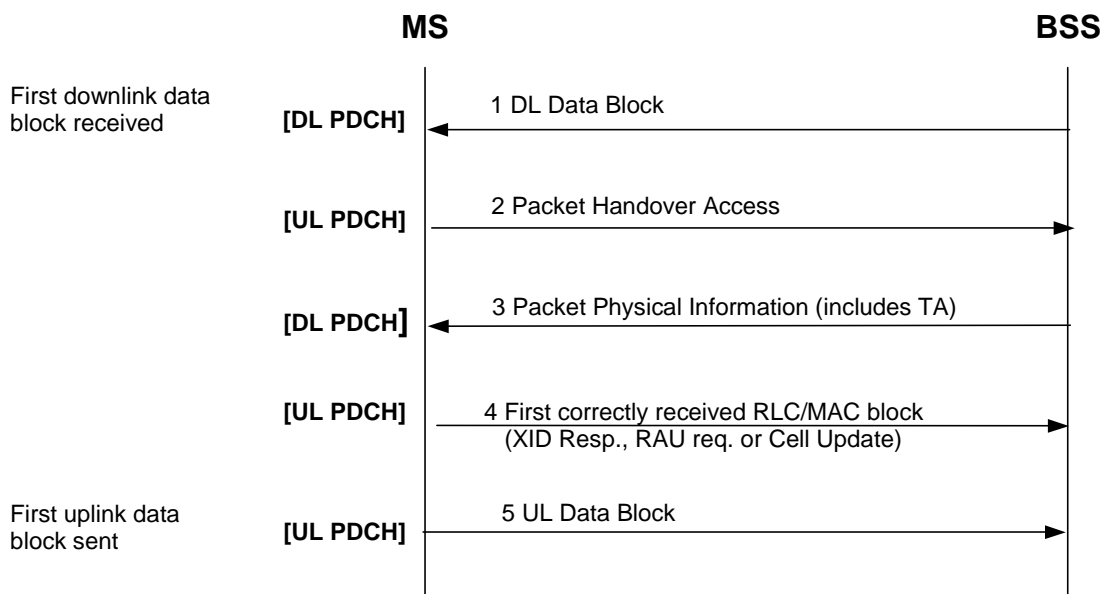 MS BSS
First downlink data
block received
[DL PDCH]
1 DL Data Block
[UL PDCH]
2 Packet Handover Access
[DL PDCH]
3 Packet Physical Information (includes TA)
[UL PDCH]
4 First correctly received RLC/MAC block
(XID Resp., RAU req. or Cell Update)
First uplink data
block sent
[UL PDCH]
5 UL Data Block